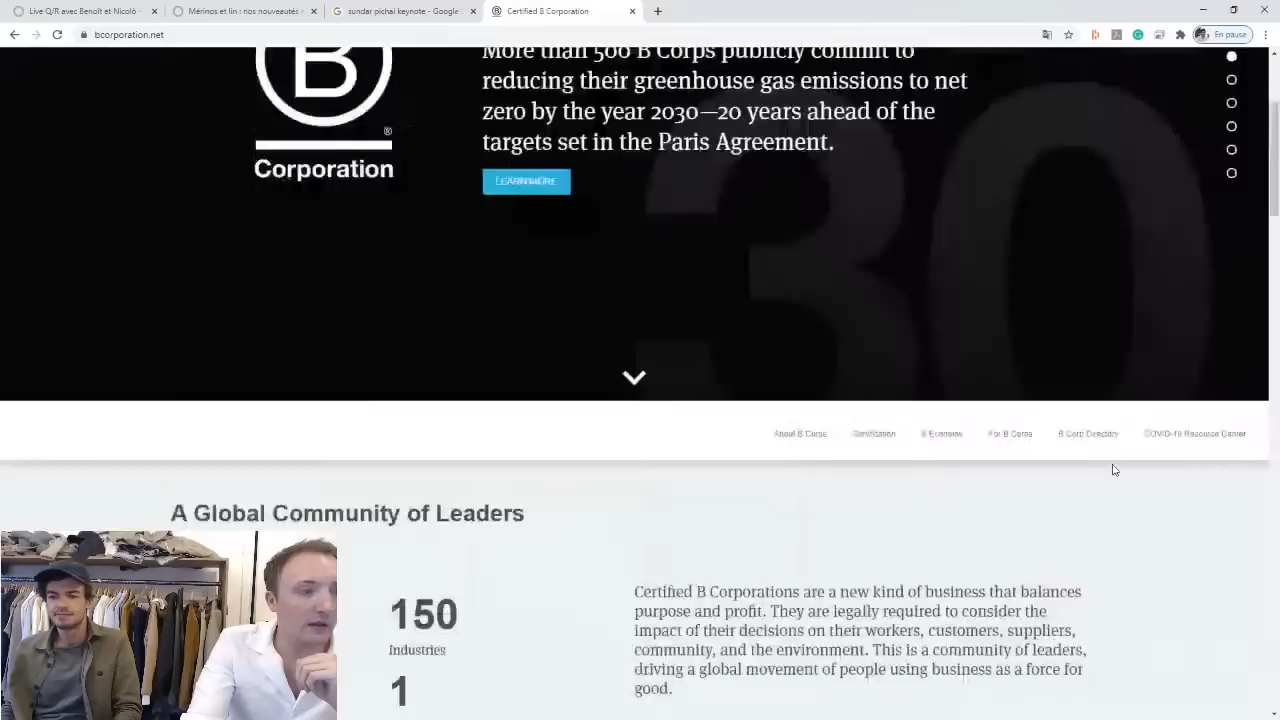 Live Q/R avec Benoît et Nicolò -
Mérinos et lin : nos nouveautés
sundar pichai keynote - Google
Certified B Corporation
bcorporation.net
En pause
B
®
Corporation
More than 500 B Corps publicly commit to
reducing their greenhouse gas emissions to net
zero by the year 2030—20 years ahead of the
targets set in the Paris Agreement.
LEARN MORE
30
About B Corps
Certification
B Economy
For B Corps
B Corp Directory
COVID-19 Resource Center
A Global Community of Leaders
150
Industries
1
Certified B Corporations are a new kind of business that balances
purpose and profit. They are legally required to consider the
impact of their decisions on their workers, customers, suppliers,
community, and the environment. This is a community of leaders,
driving a global movement of people using business as a force for
good.